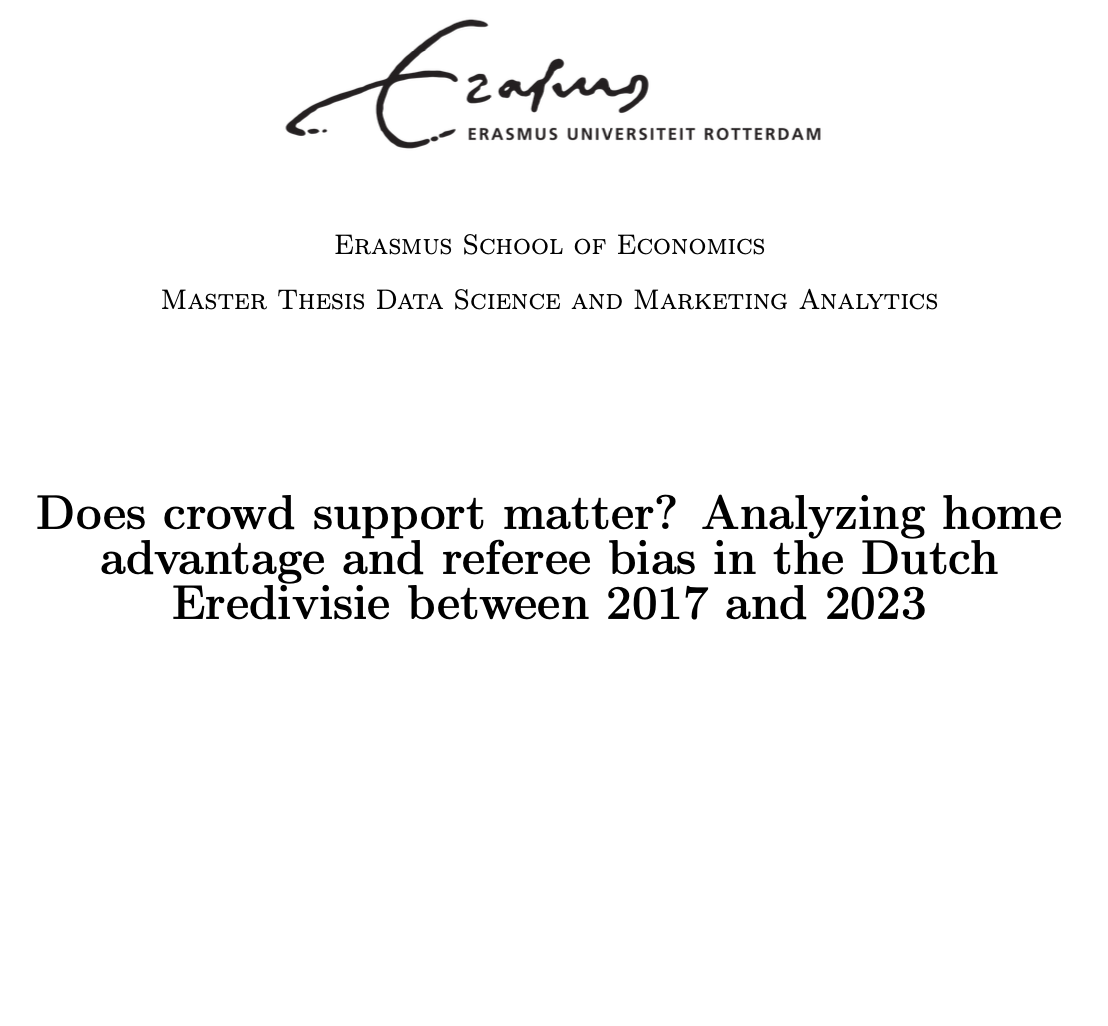 Erasmus
ERASMUS UNIVERSITEIT ROTTERDAM
Erasmus School of Economics
Master Thesis Data Science and Marketing Analytics
Does crowd support matter? Analyzing home
advantage and referee bias in the Dutch
Eredivisie between 2017 and 2023